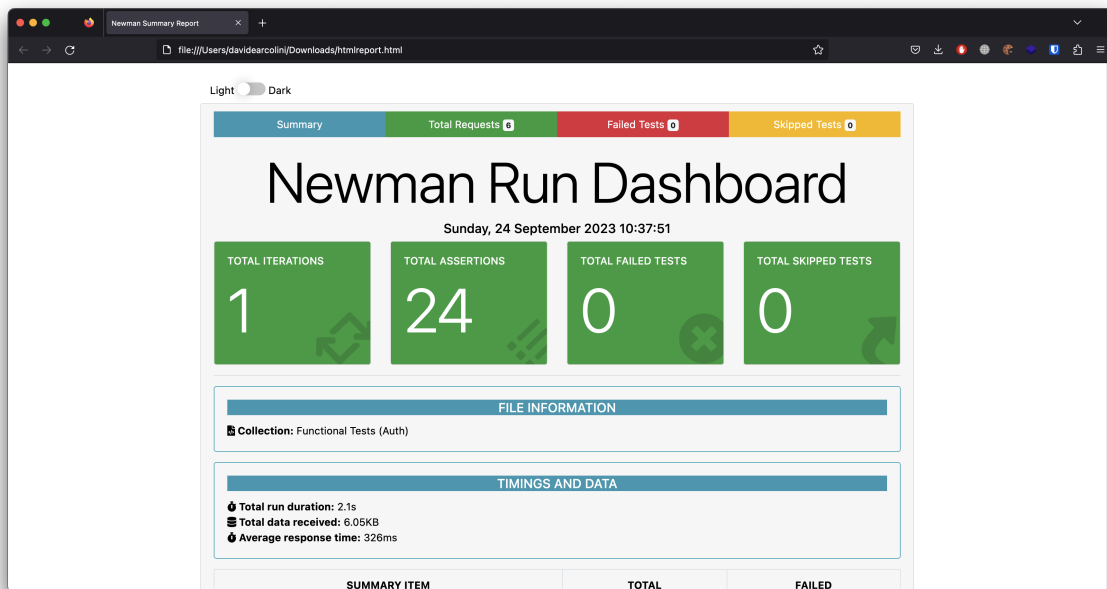 Newman Summary Report
file:///Users/davidearcolini/Downloads/htmlreport.html
Light Dark
Summary Total Requests 6 Failed Tests 0 Skipped Tests 0
Newman Run Dashboard
Sunday, 24 September 2023 10:37:51
TOTAL ITERATIONS TOTAL ASSERTIONS TOTAL FAILED TESTS TOTAL SKIPPED TESTS
1 24 0 0
FILE INFORMATION
Collection: Functional Tests (Auth)
TIMINGS AND DATA
Total run duration: 2.1s
Total data received: 6.05KB
Average response time: 326ms
SUMMARY ITEM TOTAL FAILED